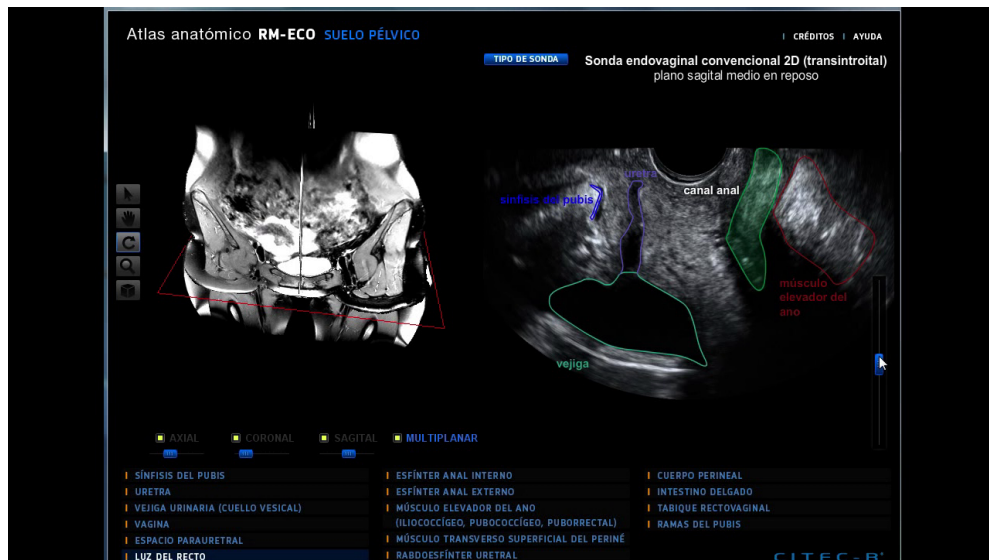 Atlas anatómico RM-ECO SUELO PÉLVICO
CRÉDITOS
AYUDA
TIPO DE SONDA
Sonda endovaginal convencional 2D (transintroital)
plano sagital medio en reposo
uretra
sínfisis del pubis
canal anal
músculo
elevador del
ano
vejiga
AXIAL
CORONAL
SAGITAL
MULTIPLANAR
SÍNFISIS DEL PUBIS
URETRA
VEJIGA URINARIA (CUELLO VESICAL)
VAGINA
ESPACIO PARAURETRAL
LUZ DEL RECTO
ESFÍNTER ANAL INTERNO
ESFÍNTER ANAL EXTERNO
MÚSCULO ELEVADOR DEL ANO
(ILIOCOCCÍGEO, PUBOCOCCÍGEO, PUBORRECTAL)
MÚSCULO TRANSVERSO SUPERFICIAL DEL PERINÉ
RABDOESFÍNTER URETRAL
CUERPO PERINEAL
INTESTINO DELGADO
TABIQUE RECTOVAGINAL
RAMAS DEL PUBIS
CITEC-B